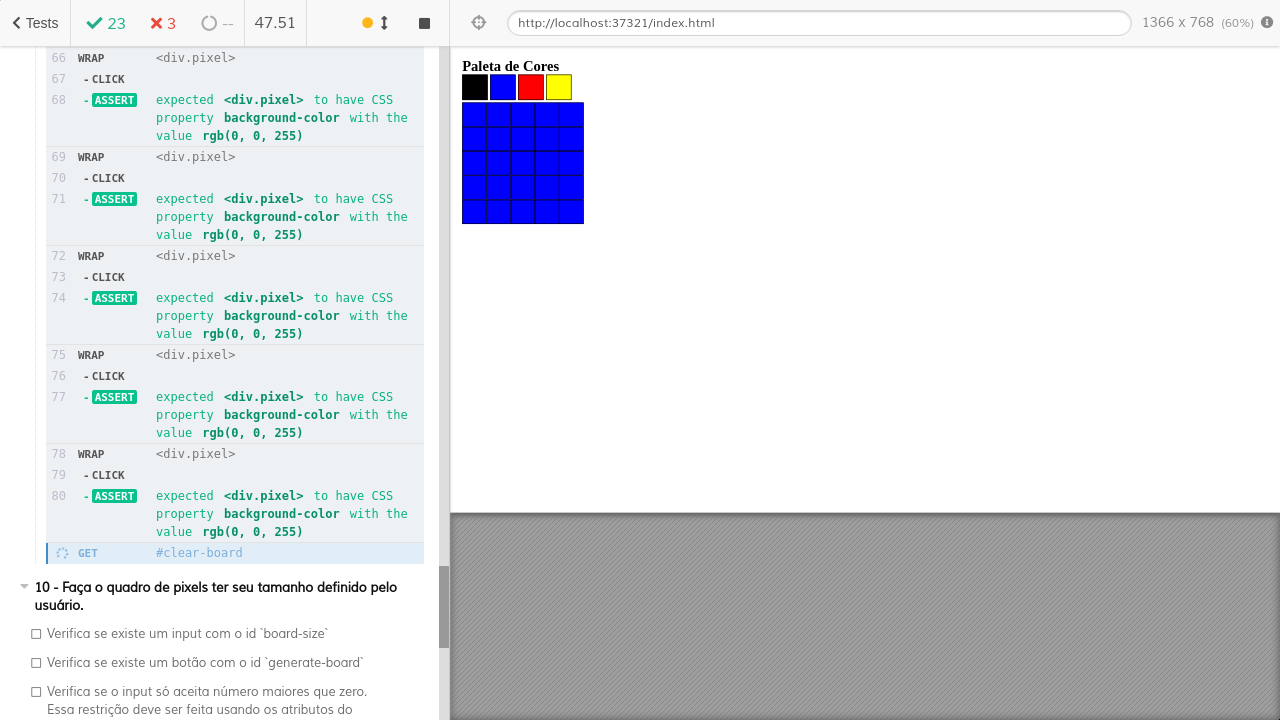 Tests 23 3 -- 47.51
http://localhost:37321/index.html 1366 x 768 (60%)
66 WRAP <div.pixel>
67 -CLICK
68 -ASSERT expected <div.pixel> to have CSS
property background-color with the
value rgb(0, 0, 255)
69 WRAP <div.pixel>
70 -CLICK
71 -ASSERT expected <div.pixel> to have CSS
property background-color with the
value rgb(0, 0, 255)
72 WRAP <div.pixel>
73 -CLICK
74 -ASSERT expected <div.pixel> to have CSS
property background-color with the
value rgb(0, 0, 255)
75 WRAP <div.pixel>
76 -CLICK
77 -ASSERT expected <div.pixel> to have CSS
property background-color with the
value rgb(0, 0, 255)
78 WRAP <div.pixel>
79 -CLICK
80 -ASSERT expected <div.pixel> to have CSS
property background-color with the
value rgb(0, 0, 255)
GET #clear-board
10 - Faça o quadro de pixels ter seu tamanho definido pelo
usuário.
Verifica se existe um input com o id `board-size`
Verifica se existe um botão com o id `generate-board`
Verifica se o input só aceita número maiores que zero.
Essa restrição deve ser feita usando os atributos do
Paleta de Cores